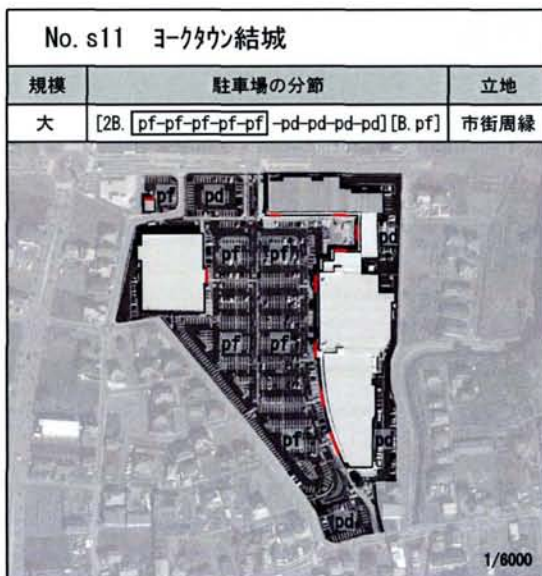 No. s11 ヨークタウン結城
規模 駐車場の分節 立地
大 [2B. pf-pf-pf-pf-pf -pd-pd-pd-pd][B. pf] 市街周縁
pf pd
pd
pf pf
pf pf
pf pd
pd
1/6000